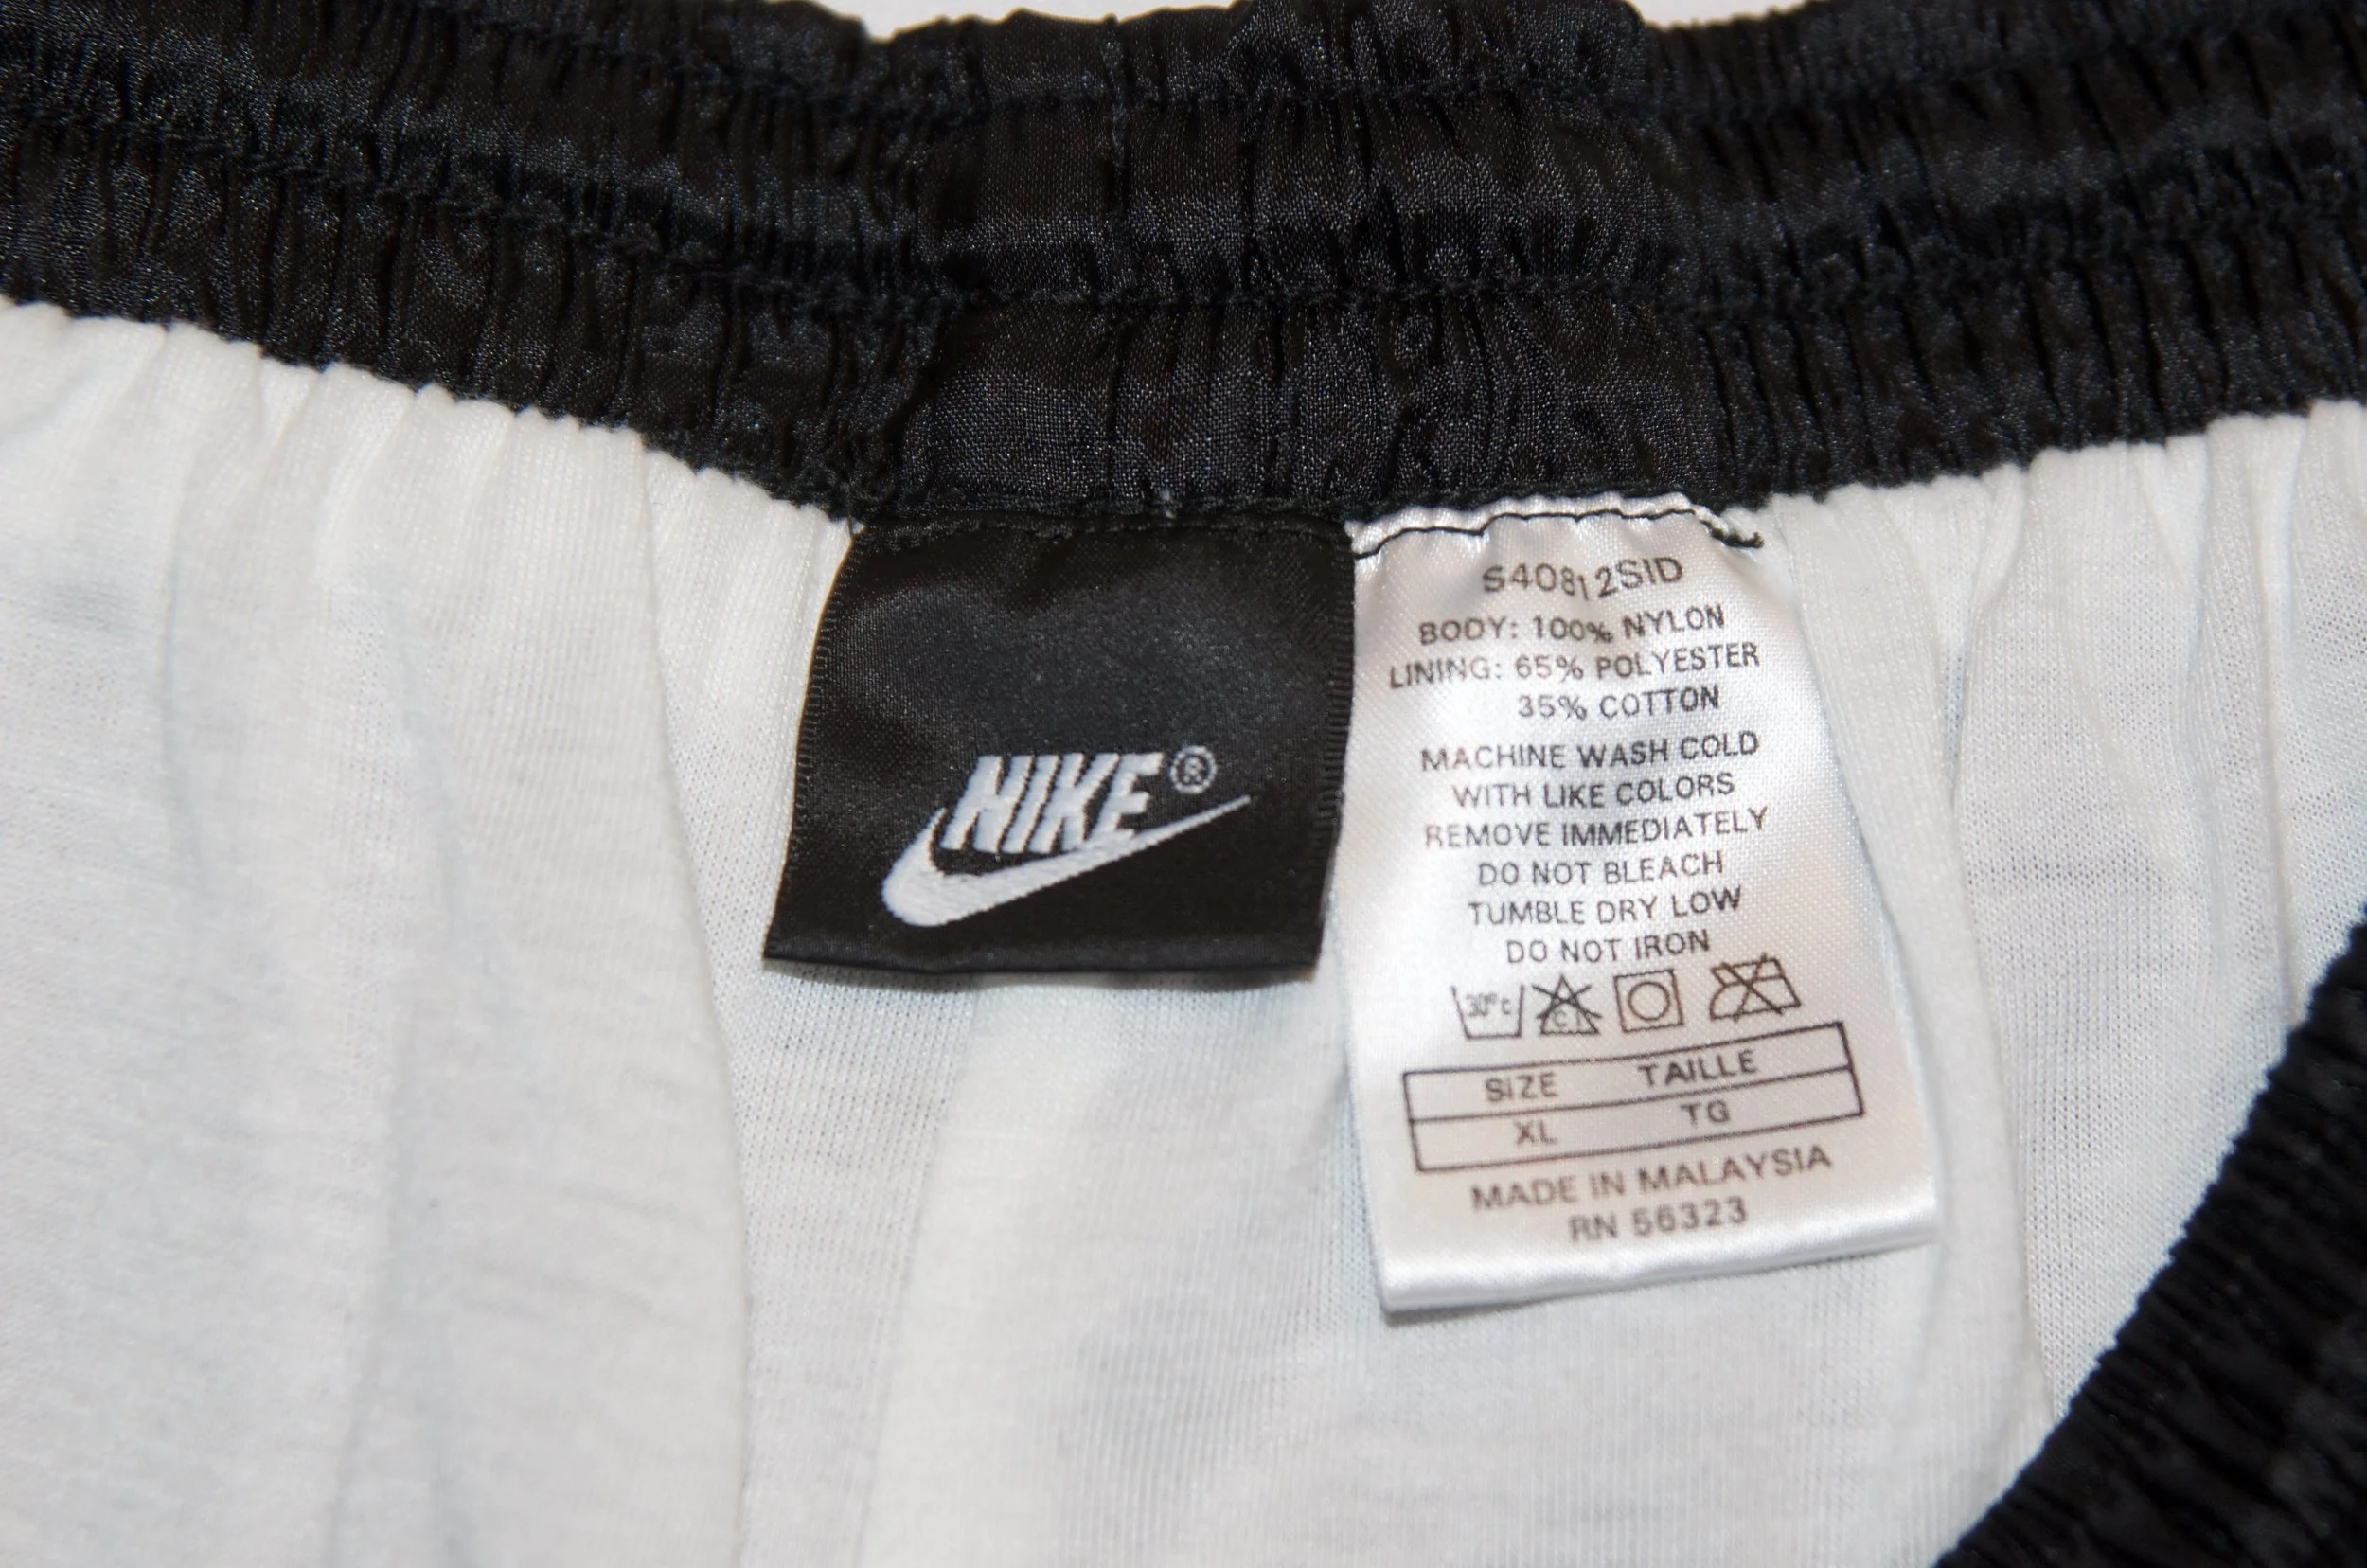 NIKE®
S40812SID
BODY: 100% NYLON
LINING: 65% POLYESTER
35% COTTON
MACHINE WASH COLD
WITH LIKE COLORS
REMOVE IMMEDIATELY
DO NOT BLEACH
TUMBLE DRY LOW
DO NOT IRON
30°C Cl
SIZE TAILLE
XL TG
MADE IN MALAYSIA
RN 56323